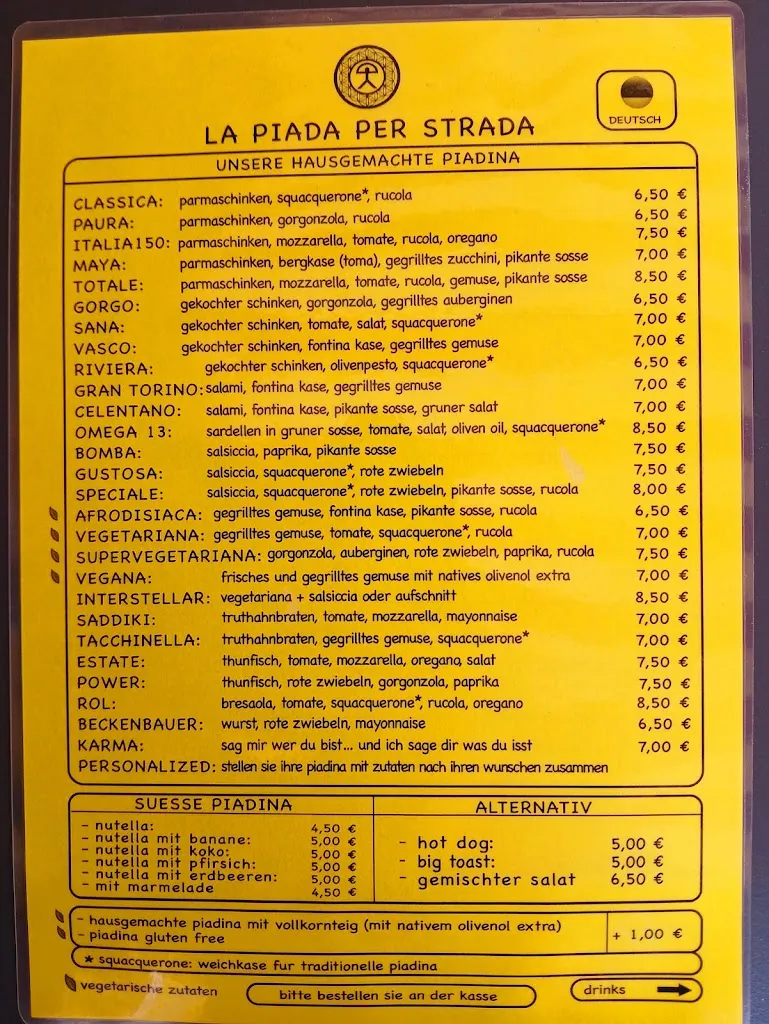 DEUTSCH
LA PIADA PER STRADA
UNSERE HAUSGEMACHTE PIADINA
CLASSICA: parmaschinken, squacquerone*, rucola 6,50 €
PAURA: parmaschinken, gorgonzola, rucola 6,50 €
ITALIA150: parmaschinken, mozzarella, tomate, rucola, oregano 7,50 €
MAYA: parmaschinken, bergkase (toma), gegrilltes zucchini, pikante sosse 7,00 €
TOTALE: parmaschinken, mozzarella, tomate, rucola, gemuse, pikante sosse 8,50 €
GORGO: gekochter schinken, gorgonzola, gegrilltes auberginen 6,50 €
SANA: gekochter schinken, tomate, salat, squacquerone* 7,00 €
VASCO: gekochter schinken, fontina kase, gegrilltes gemuse 7,00 €
RIVIERA: gekochter schinken, olivenpesto, squacquerone* 6,50 €
GRAN TORINO: salami, fontina kase, gegrilltes gemuse 7,00 €
CELENTANO: salami, fontina kase, pikante sosse, gruner salat 7,00 €
OMEGA 13: sardellen in gruner sosse, tomate, salat, oliven oil, squacquerone* 8,50 €
BOMBA: salsiccia, paprika, pikante sosse 7,50 €
GUSTOSA: salsiccia, squacquerone*, rote zwiebeln 7,50 €
SPECIALE: salsiccia, squacquerone*, rote zwiebeln, pikante sosse, rucola 8,00 €
AFRODISIACA: gegrilltes gemuse, fontina kase, pikante sosse, rucola 6,50 €
VEGETARIANA: gegrilltes gemuse, tomate, squacquerone*, rucola 7,00 €
SUPERVEGETARIANA: gorgonzola, auberginen, rote zwiebeln, paprika, rucola 7,50 €
VEGANA: frisches und gegrilltes gemuse mit natives olivenol extra 7,00 €
INTERSTELLAR: vegetariana + salsiccia oder aufschnitt 8,50 €
SADDIKI: truthahnbraten, tomate, mozzarella, mayonnaise 7,00 €
TACCHINELLA: truthahnbraten, gegrilltes gemuse, squacquerone* 7,00 €
ESTATE: thunfisch, tomate, mozzarella, oregano, salat 7,50 €
POWER: thunfisch, rote zwiebeln, gorgonzola, paprika 7,50 €
ROL: bresaola, tomate, squacquerone*, rucola, oregano 8,50 €
BECKENBAUER: wurst, rote zwiebeln, mayonnaise 6,50 €
KARMA: sag mir wer du bist... und ich sage dir was du isst 7,00 €
PERSONALIZED: stellen sie ihre piadina mit zutaten nach ihren wunschen zusammen
SUESSE PIADINA
- nutella: 4,50 €
- nutella mit banane: 5,00 €
- nutella mit koko: 5,00 €
- nutella mit pfirsich: 5,00 €
- nutella mit erdbeeren: 5,00 €
- mit marmelade 4,50 €
ALTERNATIV
- hot dog: 5,00 €
- big toast: 5,00 €
- gemischter salat 6,50 €
- hausgemachte piadina mit vollkornteig (mit nativem olivenol extra)
- piadina gluten free
+ 1,00 €
* squacquerone: weichkase fur traditionelle piadina
vegetarische zutaten
bitte bestellen sie an der kasse
drinks